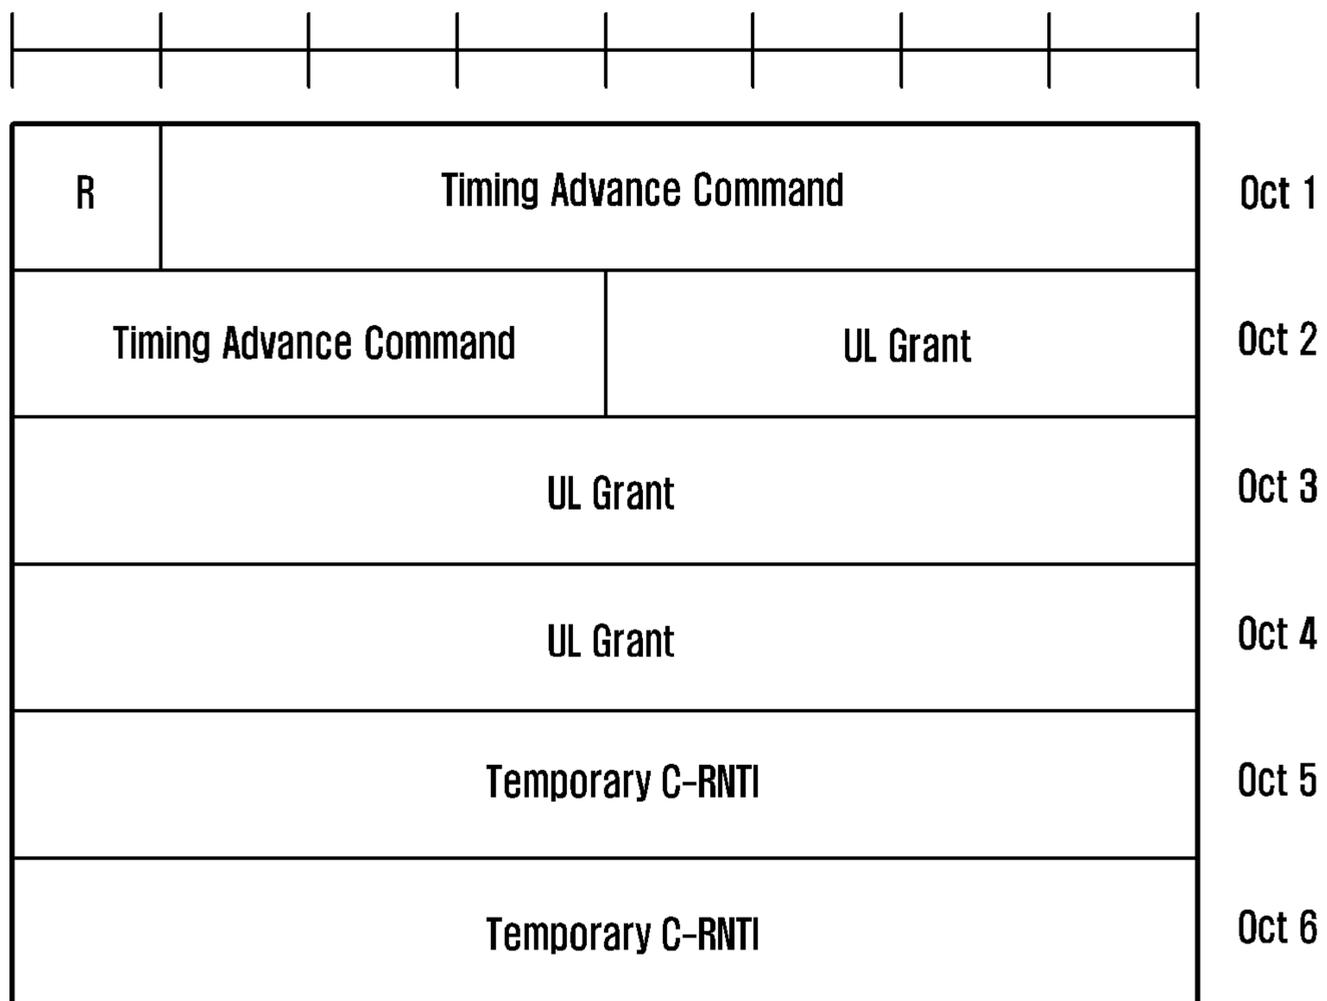 R Timing Advance Command Oct 1
Timing Advance Command UL Grant Oct 2
UL Grant Oct 3
UL Grant Oct 4
Temporary C-RNTI Oct 5
Temporary C-RNTI Oct 6